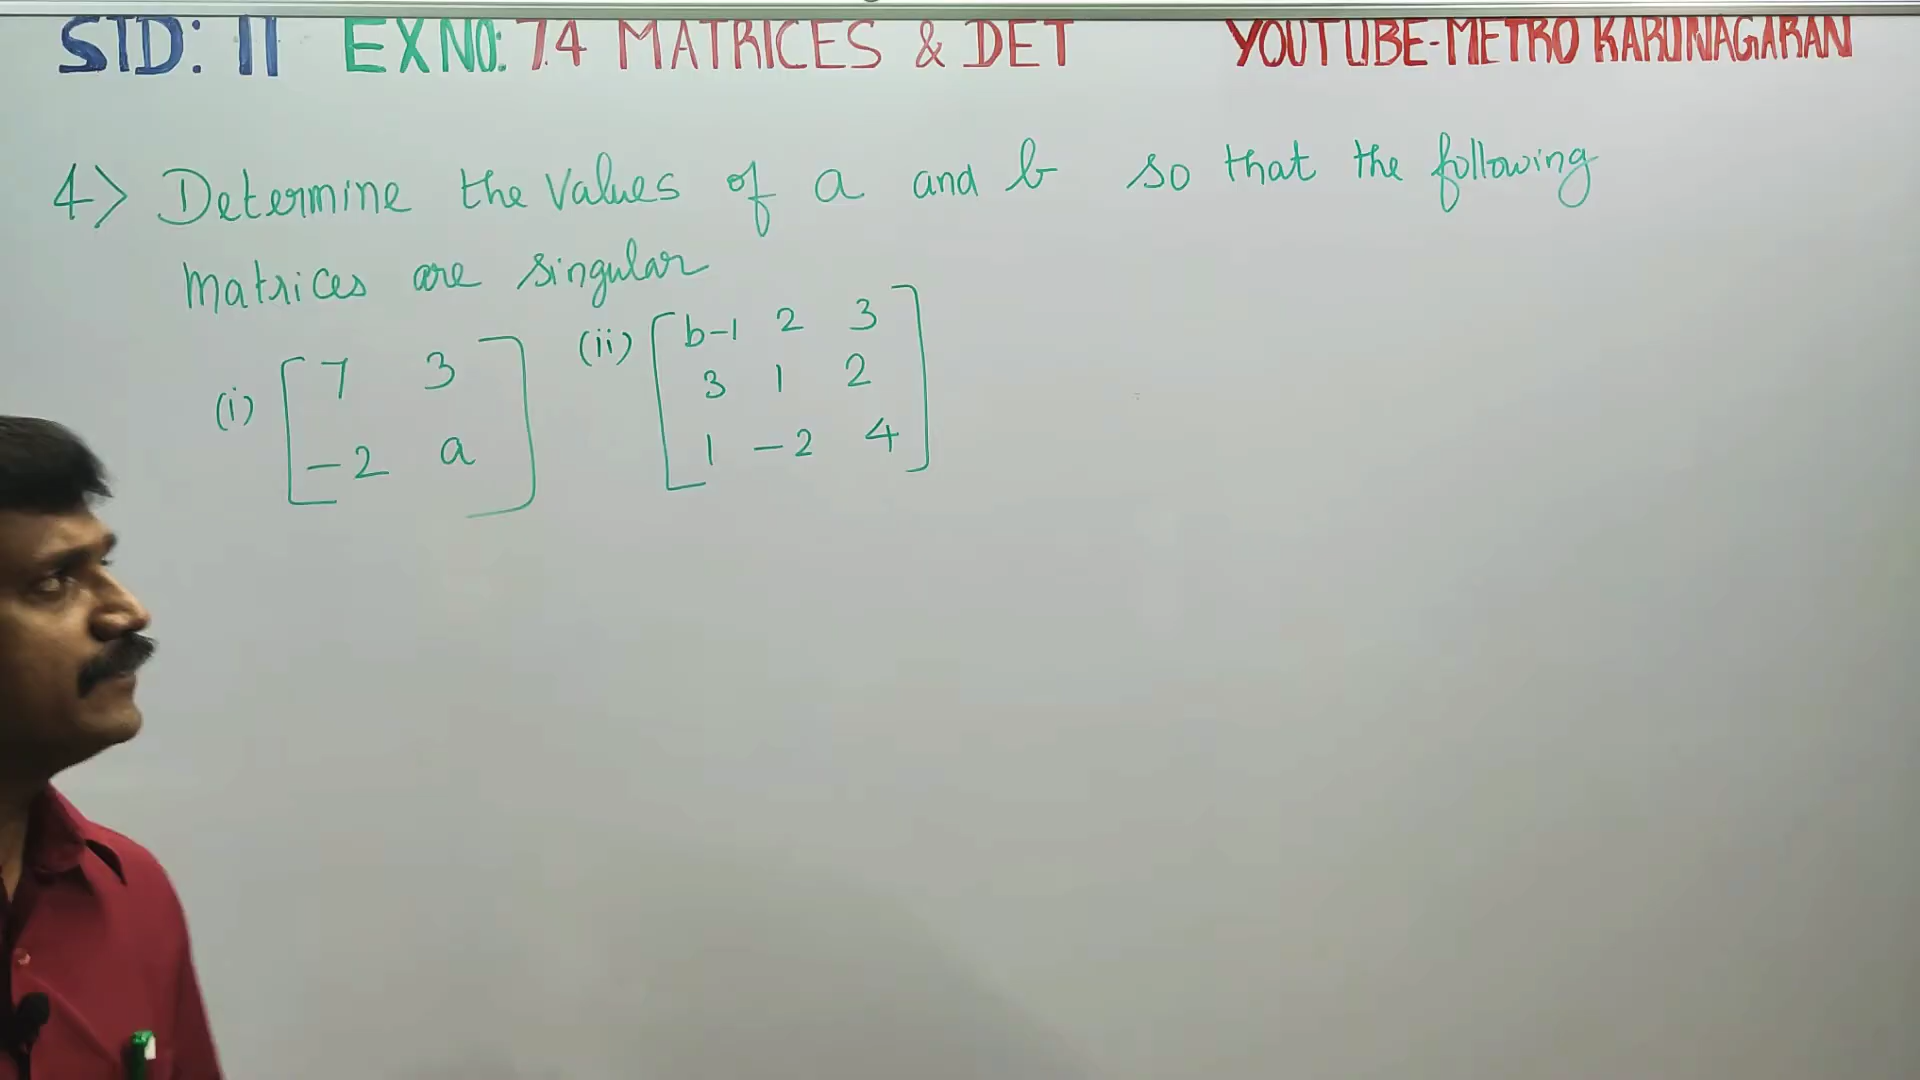 STD: 11 EX NO: 7.4 MATRICES & DET YOUTUBE-METRO KARUNAGARAN
4> Determine the values of a and b so that the following
matrices are singular
(i) [7 3
-2 a]
(ii) [b-1 2 3
3 1 2
1 -2 4]